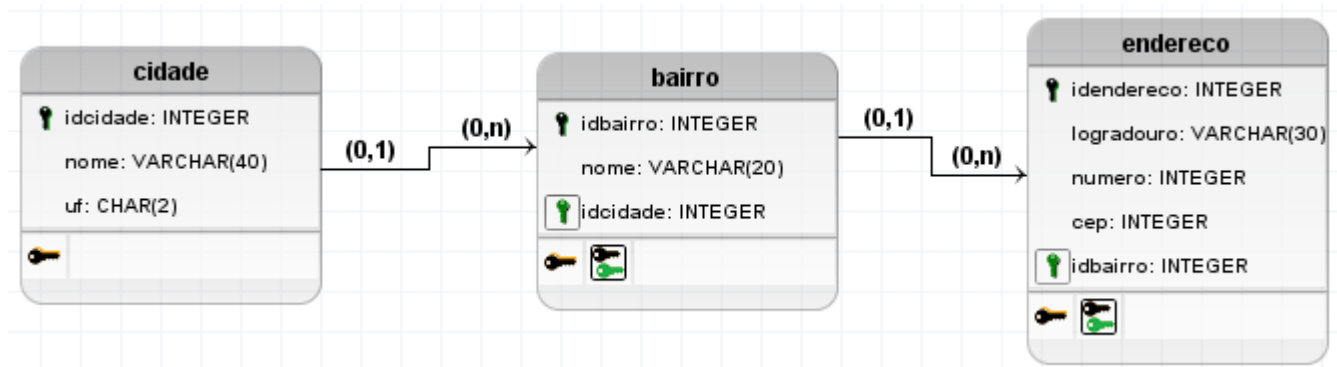 cidade
idcidade: INTEGER
nome: VARCHAR(40)
uf: CHAR(2)
(0,1)
(0,n)
bairro
idbairro: INTEGER
nome: VARCHAR(20)
idcidade: INTEGER
(0,1)
(0,n)
endereco
idendereco: INTEGER
logradouro: VARCHAR(30)
numero: INTEGER
cep: INTEGER
idbairro: INTEGER